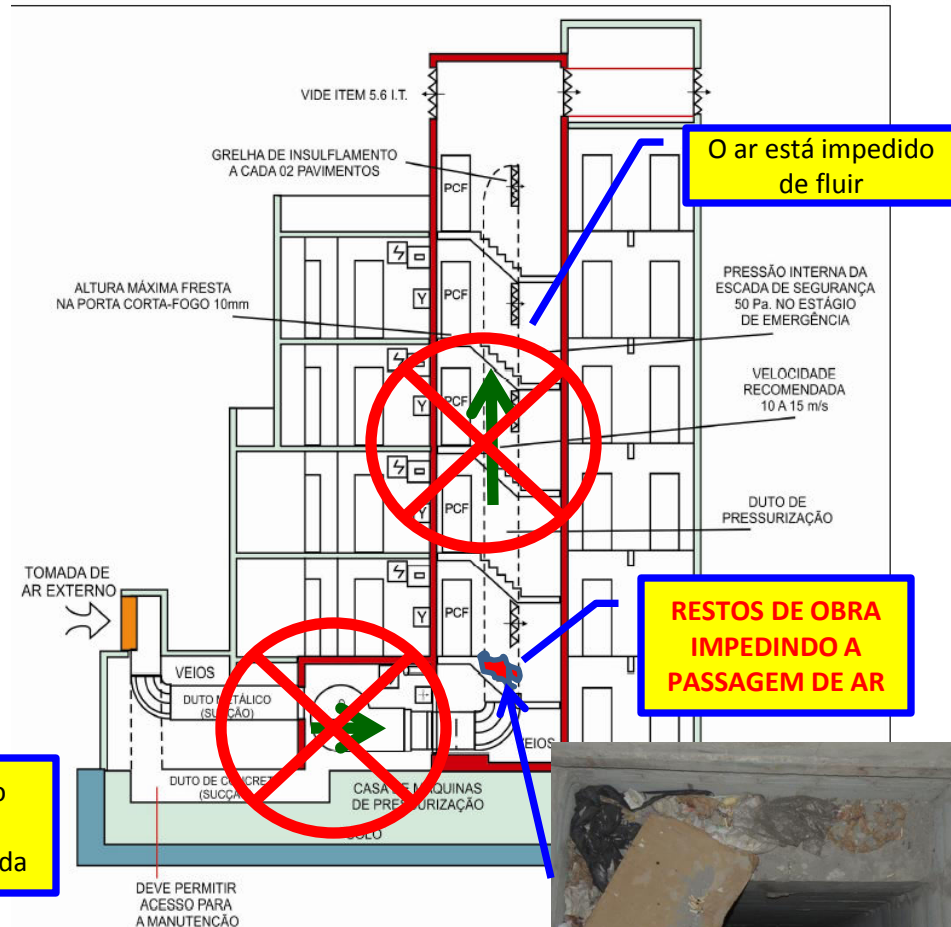 VIDE ITEM 5.6 I.T.
O ar está impedido
de fluir
GRELHA DE INSULFLAMENTO
A CADA 02 PAVIMENTOS
PCF
ALTURA MÁXIMA FRESTA
NA PORTA CORTA-FOGO 10mm
PRESSÃO INTERNA DA
ESCADA DE SEGURANÇA
50 Pa. NO ESTÁGIO
DE EMERGÊNCIA
Y
PCF
VELOCIDADE
RECOMENDADA
10 A 15 m/s
Y
PCF
DUTO DE
PRESSURIZAÇÃO
Y
PCF
TOMADA DE
AR EXTERNO
Y
PCF
RESTOS DE OBRA
IMPEDINDO A
PASSAGEM DE AR
VEIOS
DUTO METÁLICO
(SUCÇÃO)
VEIOS
DUTO DE CONCRETO
(SUCÇÃO)
CASA DE MÁQUINAS
DE PRESSURIZAÇÃO
SOLO
o
da
DEVE PERMITIR
ACESSO PARA
A MANUTENÇÃO